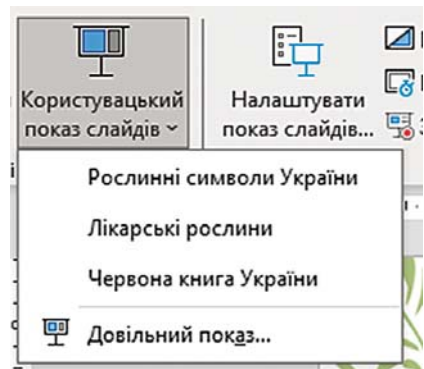 Користувацький
показ слайдів
Налаштувати
показ слайдів...
Рослинні символи України
Лікарські рослини
Червона книга України
Довільний показ...